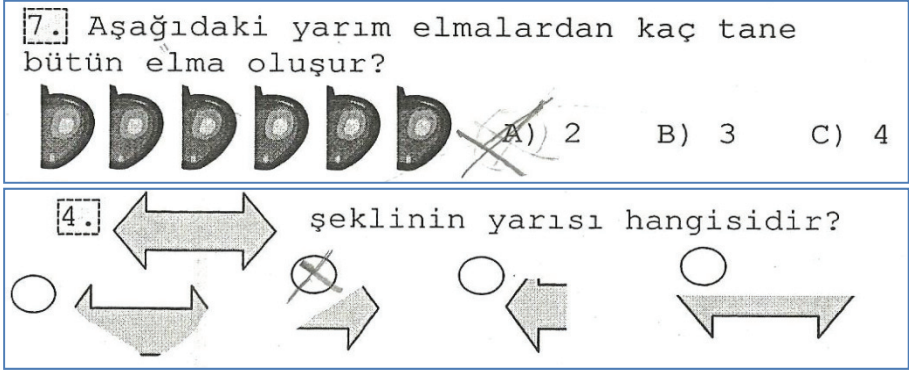 7. Aşağıdaki yarım elmalardan kaç tane
bütün elma oluşur?
A) 2 B) 3 C) 4
4. şeklinin yarısı hangisidir?